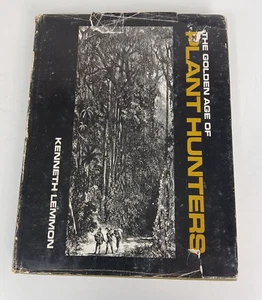 THE GOLDEN AGE OF
PLANT HUNTERS
KENNETH LEMMON